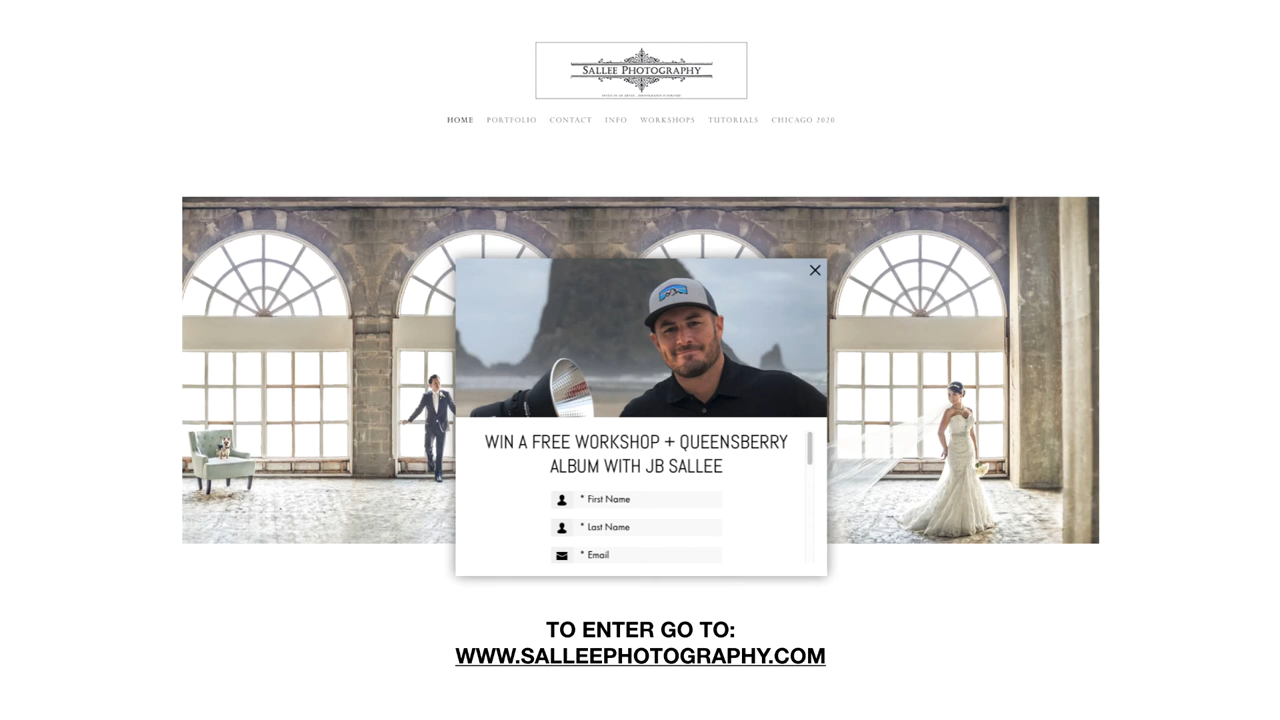 SALLEE PHOTOGRAPHY
HOME PORTFOLIO CONTACT INFO WORKSHOPS TUTORIALS CHICAGO 2020
WIN A FREE WORKSHOP + QUEENSBERRY
ALBUM WITH JB SALLEE
* First Name
* Last Name
* Email
TO ENTER GO TO:
WWW.SALLEEPHOTOGRAPHY.COM